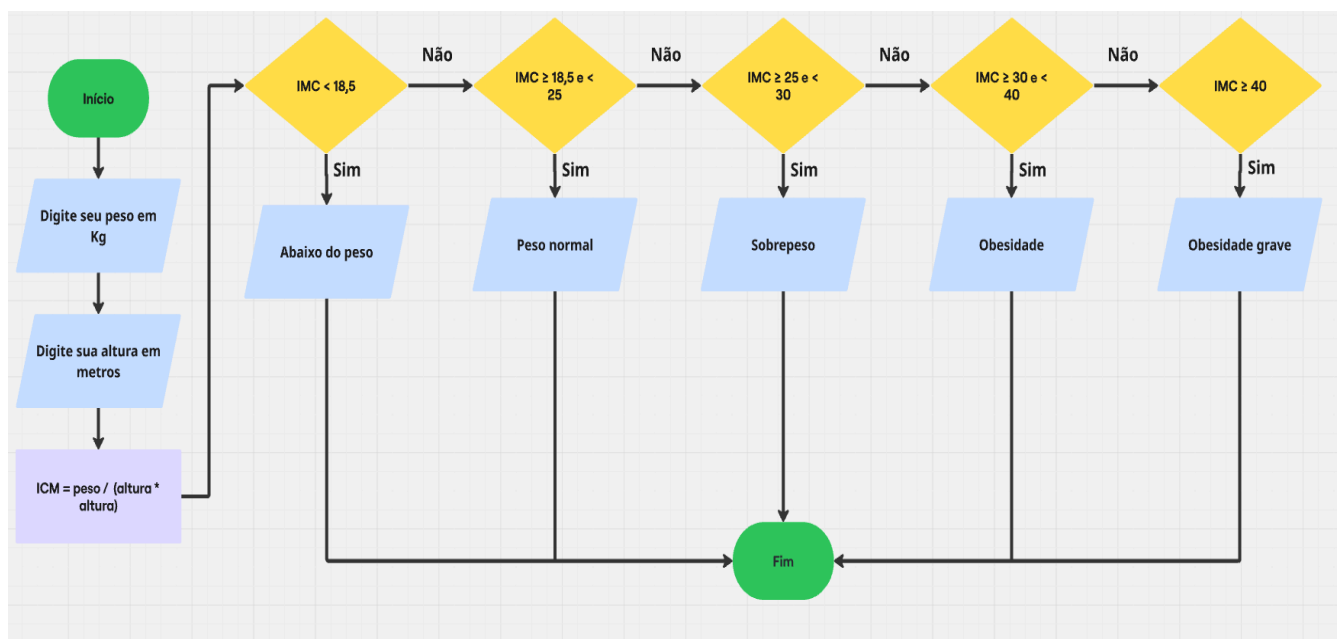 Início
Digite seu peso em
Kg
Digite sua altura em
metros
ICM = peso / (altura *
altura)
IMC < 18,5
Não
Sim
Abaixo do peso
IMC ≥ 18,5 e <
25
Não
Sim
Peso normal
IMC ≥ 25 e <
30
Não
Sim
Sobrepeso
IMC ≥ 30 e <
40
Não
Sim
Obesidade
IMC ≥ 40
Sim
Obesidade grave
Fim